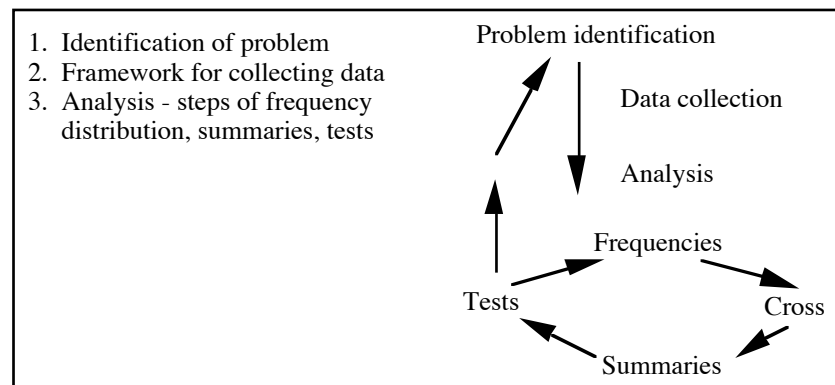 1. Identification of problem
2. Framework for collecting data
3. Analysis - steps of frequency
distribution, summaries, tests
Problem identification
Data collection
Analysis
Frequencies
Tests
Cross
Summaries